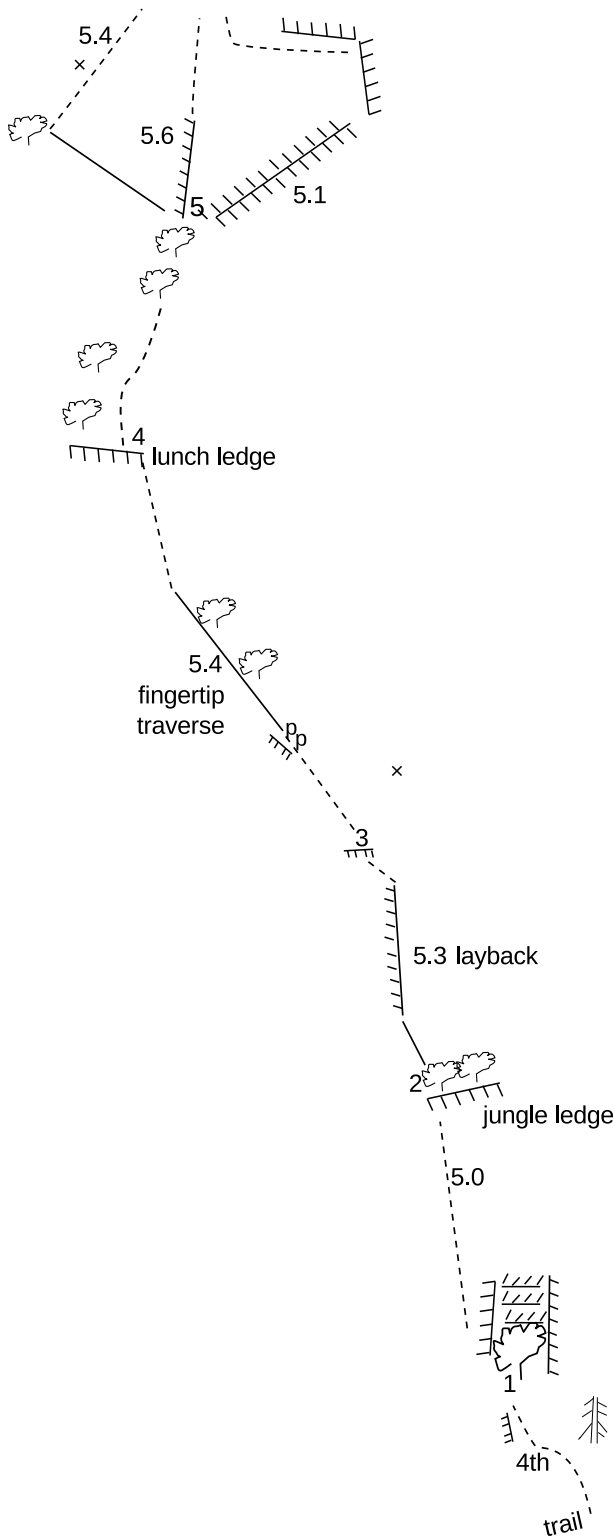 5.4
5.6
5
5.1
4
lunch ledge
5.4
fingertip
traverse
p
p
3
5.3 layback
2
jungle ledge
5.0
1
4th
trail